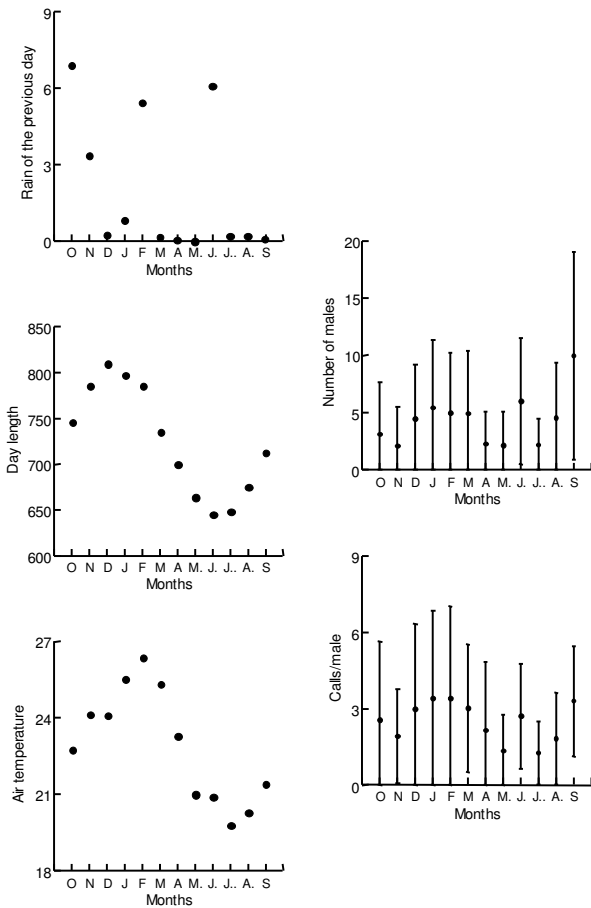 Rain of the previous day
9
6
3
0
O N D J F M A M. J. J.. A. S
Months
Day length
850
800
750
700
650
600
O N D J F M A M. J. J.. A. S
Months
Air temperature
27
24
21
18
O N D J F M A M. J. J.. A. S
Months
Number of males
20
15
10
5
0
O N D J F M A M. J. J.. A. S
Months
Calls/male
9
6
3
0
O N D J F M A M. J. J.. A. S
Months